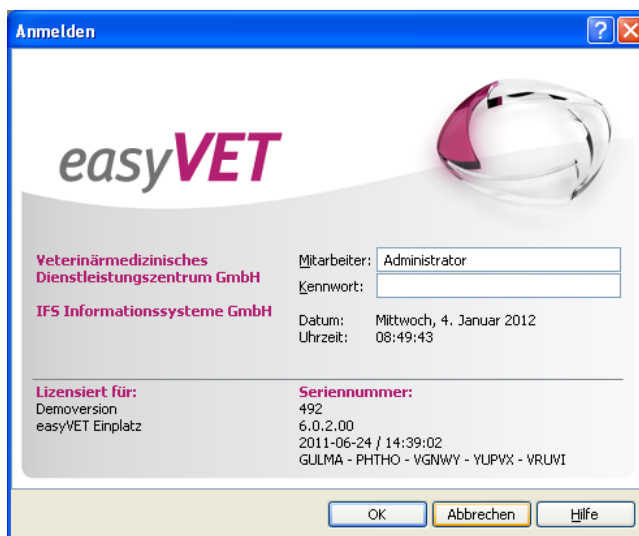 Anmelden
easyVET
Veterinärmedizinisches
Dienstleistungszentrum GmbH
IFS Informationssysteme GmbH
Mitarbeiter: Administrator
Kennwort:
Datum: Mittwoch, 4. Januar 2012
Uhrzeit: 08:49:43
Lizensiert für:
Demoversion
easyVET Einplatz
Seriennummer:
492
6.0.2.00
2011-06-24 / 14:39:02
GULMA - PHTHO - VGNWY - YUPVX - VRUVI
OK Abbrechen Hilfe